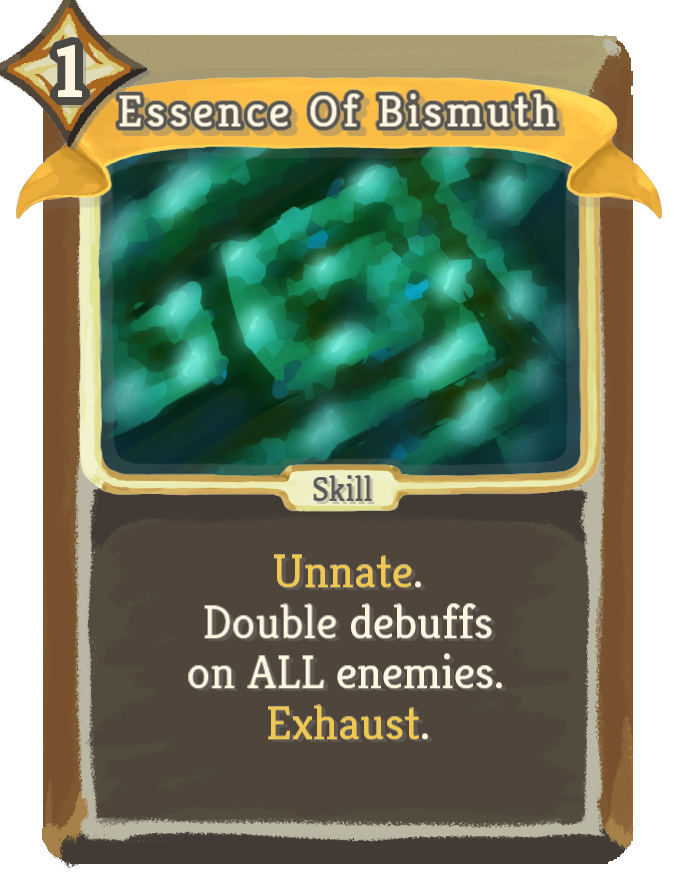 1
Essence Of Bismuth
Skill
Unnate.
Double debuffs
on ALL enemies.
Exhaust.